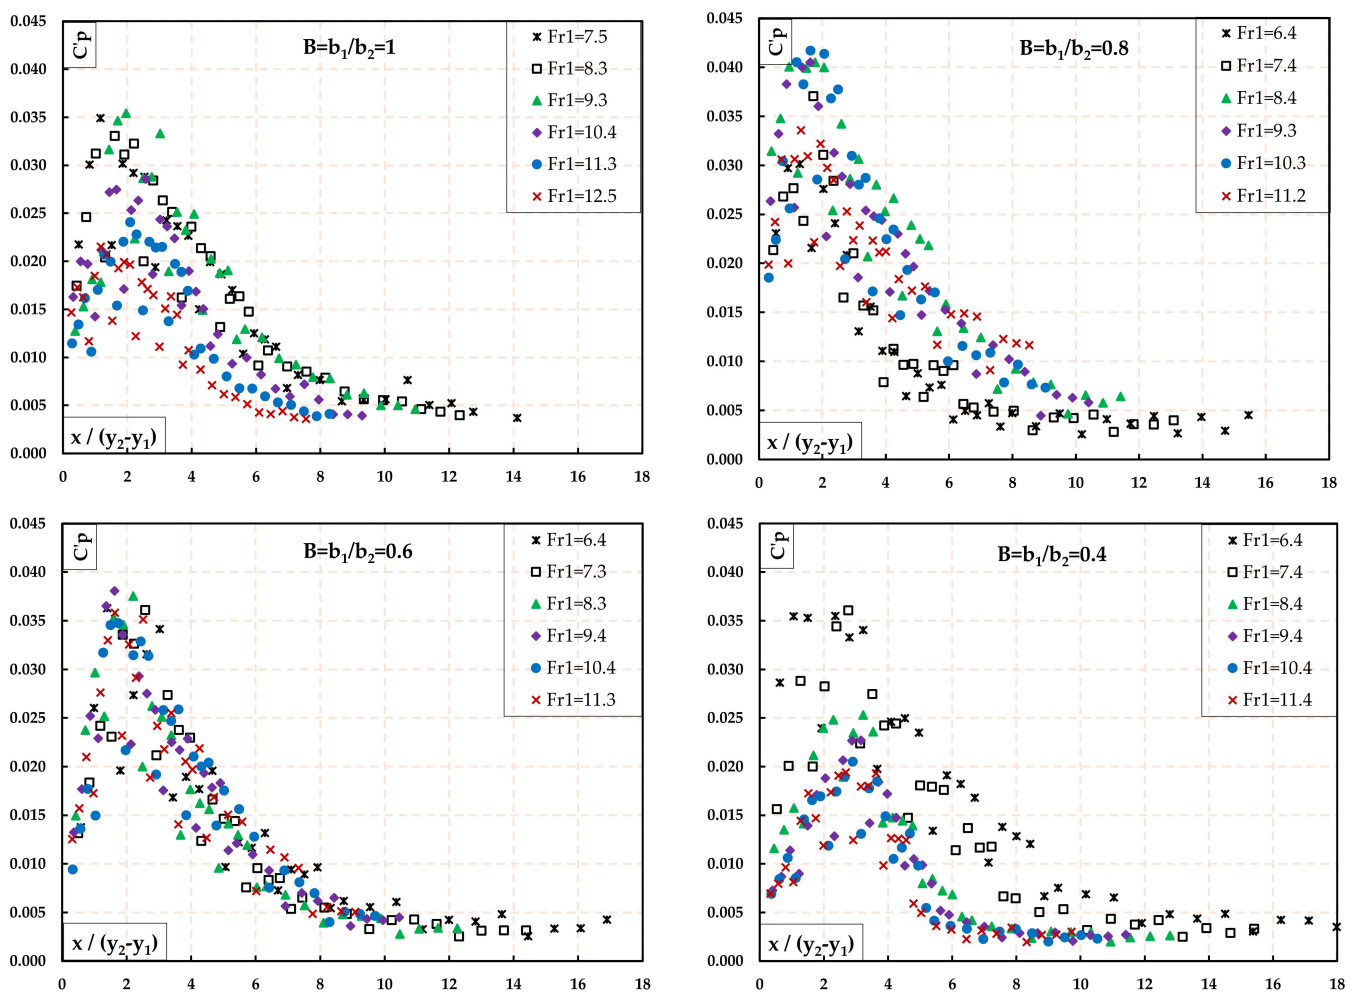 C'p
B=b1/b2=1
Fr1=7.5
Fr1=8.3
Fr1=9.3
Fr1=10.4
Fr1=11.3
Fr1=12.5
0.045
0.040
0.035
0.030
0.025
0.020
0.015
0.010
0.005
0.000
x / (y2-y1)
0 2 4 6 8 10 12 14 16 18
C'p
B=b1/b2=0.8
Fr1=6.4
Fr1=7.4
Fr1=8.4
Fr1=9.3
Fr1=10.3
Fr1=11.2
0.045
0.040
0.035
0.030
0.025
0.020
0.015
0.010
0.005
0.000
x / (y2-y1)
0 2 4 6 8 10 12 14 16 18
C'p
B=b1/b2=0.6
Fr1=6.4
Fr1=7.3
Fr1=8.3
Fr1=9.4
Fr1=10.4
Fr1=11.3
0.045
0.040
0.035
0.030
0.025
0.020
0.015
0.010
0.005
0.000
x / (y2-y1)
0 2 4 6 8 10 12 14 16 18
C'p
B=b1/b2=0.4
Fr1=6.4
Fr1=7.4
Fr1=8.4
Fr1=9.4
Fr1=10.4
Fr1=11.4
0.045
0.040
0.035
0.030
0.025
0.020
0.015
0.010
0.005
0.000
x / (y2-y1)
0 2 4 6 8 10 12 14 16 18